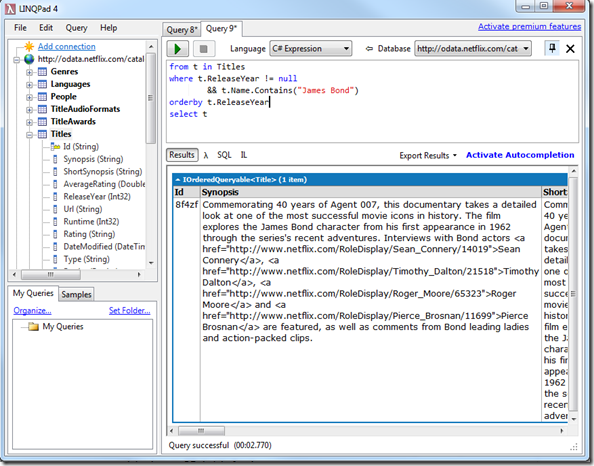 LINQPad 4
File Edit Query Help
Add connection
http://odata.netflix.com/catal
Genres
Languages
People
TitleAudioFormats
TitleAwards
Titles
Id (String)
Synopsis (String)
ShortSynopsis (String)
AverageRating (Double
ReleaseYear (Int32)
Url (String)
Runtime (Int32)
Rating (String)
DateModified (DateTim
Type (String)
My Queries Samples
Organize... Set Folder...
My Queries
Query 8* Query 9*
Activate premium features
Language C# Expression Database http://odata.netflix.com/cat
from t in Titles
where t.ReleaseYear != null
&& t.Name.Contains("James Bond")
orderby t.ReleaseYear
select t
Results λ SQL IL Export Results Activate Autocompletion
IOrderedQueryable<Title> (1 item)
Id Synopsis Short
8f4zf
Commemorating 40 years of Agent 007, this documentary takes a detailed
look at one of the most successful movie icons in history. The film
explores the James Bond character from his first appearance in 1962
through the series's recent adventures. Interviews with Bond actors <a
href="http://www.netflix.com/RoleDisplay/Sean_Connery/14019">Sean
Connery</a>, <a
href="http://www.netflix.com/RoleDisplay/Timothy_Dalton/21518">Timothy
Dalton</a>, <a
href="http://www.netflix.com/RoleDisplay/Roger_Moore/65323">Roger
Moore</a> and <a
href="http://www.netflix.com/RoleDisplay/Pierce_Brosnan/11699">Pierce
Brosnan</a> are featured, as well as comments from Bond leading ladies
and action-packed clips.
Comm
40 ye
Agent
docum
takes
detail
one o
most
succe
movie
histor
film e
the Ja
chara
his fir
appea
1962
the se
recen
adver
Query successful (00:02.770)